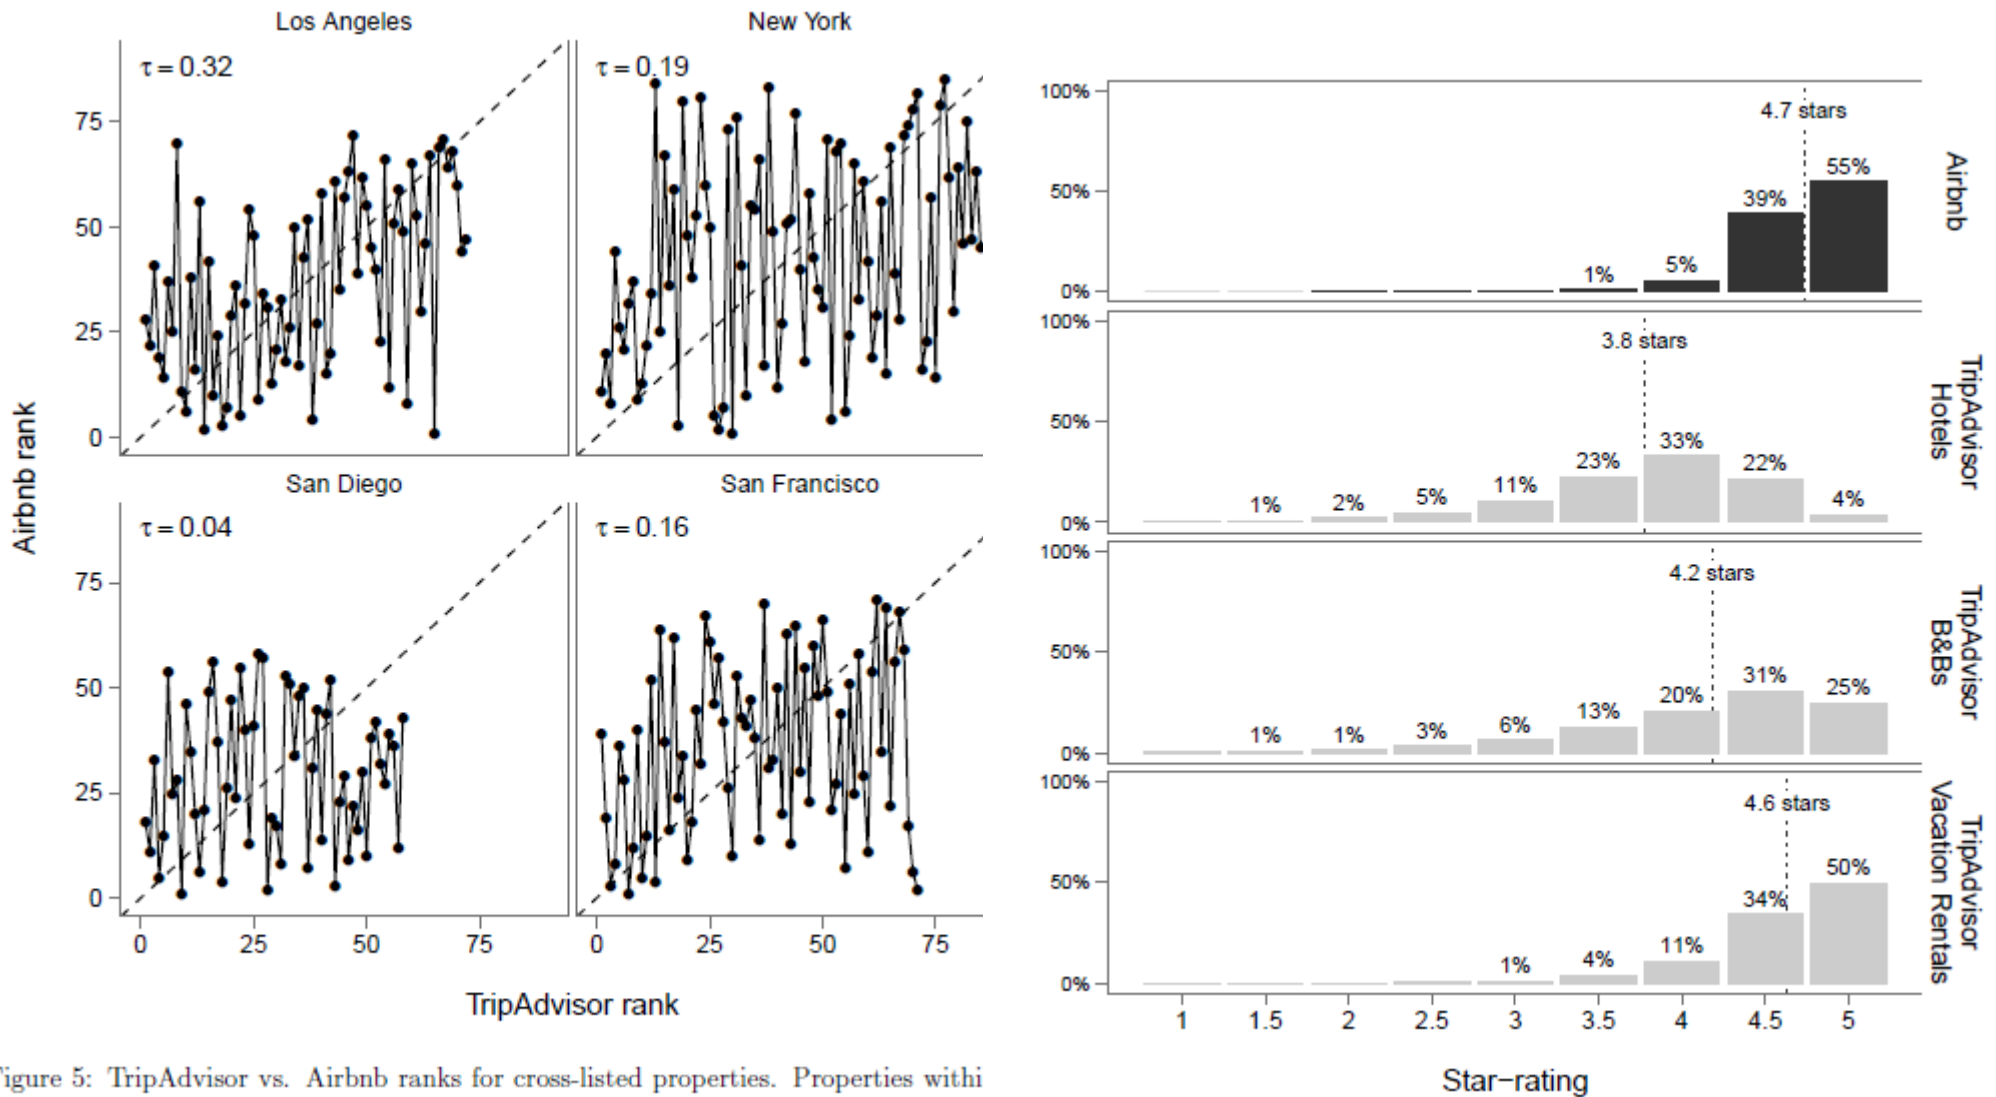 Los Angeles
New York
τ = 0.32
τ = 0.19
75
50
25
0
San Diego
San Francisco
τ = 0.04
τ = 0.16
75
50
25
0
0 25 50 75
0 25 50 75
Airbnb rank
TripAdvisor rank
igure 5: TripAdvisor vs. Airbnb ranks for cross-listed properties. Properties withi
100%
50%
0%
4.7 stars
1% 5% 39% 55%
Airbnb
100%
50%
0%
3.8 stars
1% 2% 5% 11% 23% 33% 22% 4%
TripAdvisor
Hotels
100%
50%
0%
4.2 stars
1% 1% 3% 6% 13% 20% 31% 25%
TripAdvisor
B&Bs
100%
50%
0%
4.6 stars
1% 4% 11% 34% 50%
TripAdvisor
Vacation Rentals
1 1.5 2 2.5 3 3.5 4 4.5 5
Star-rating